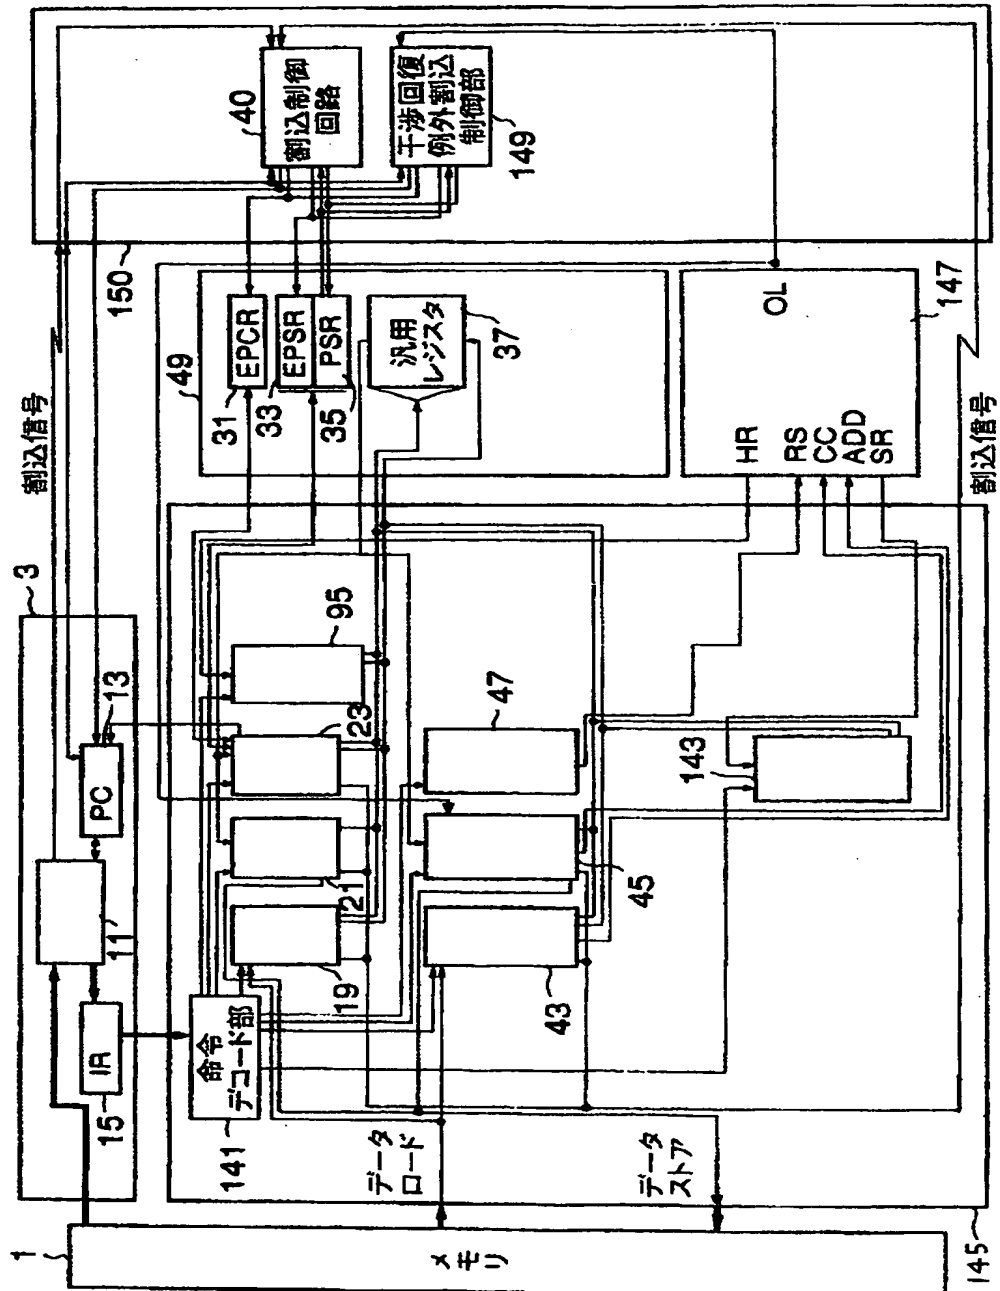 1
メモリ
3
15
IR
11
PC
13
割込信号
150
40
割込制御
回路
干渉回復
例外割込
制御部
149
141
命令
デコード部
19
21
23
95
49
31
EPCR
33
EPSR
35
PSR
汎用
レジスタ
37
データ
ロード
データ
ストア
43
45
47
143
HR
RS
CC
ADD
SR
OL
147
割込信号
145